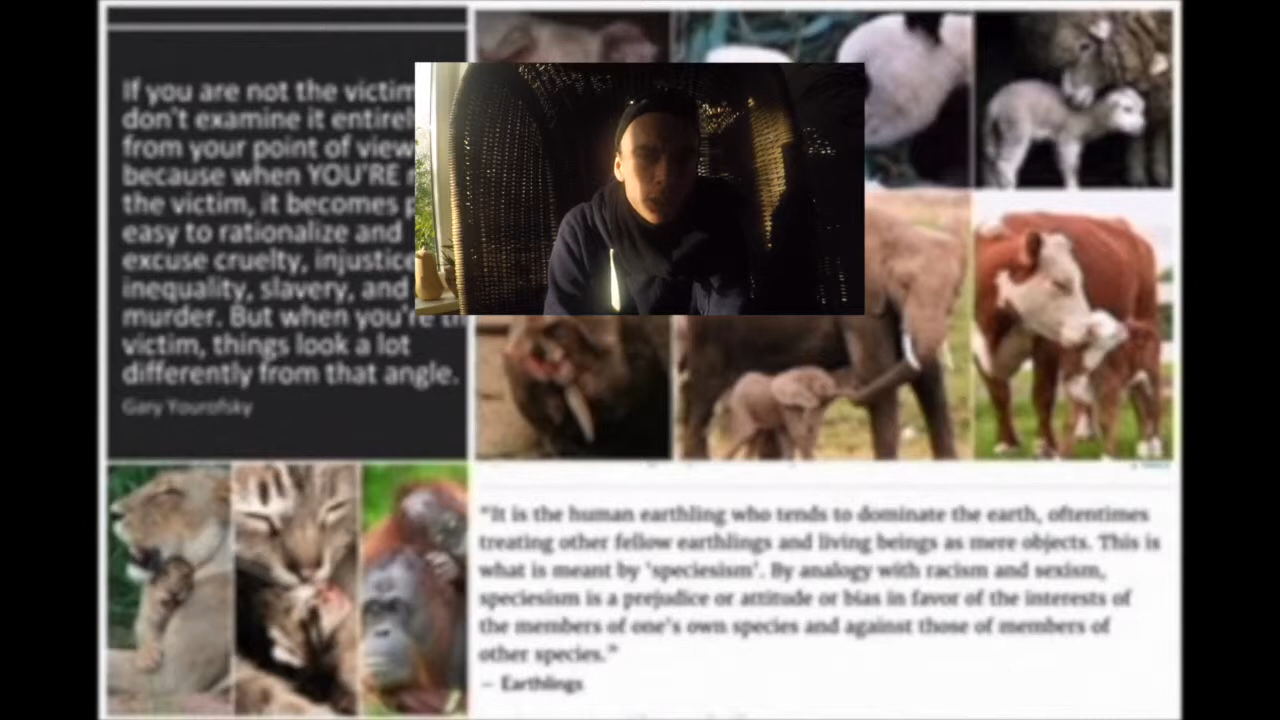 If you are not the victim
don't examine it entirel
from your point of view
because when YOU'RE
the victim, it becomes
easy to rationalize and
excuse cruelty, injustic
inequality, slavery, and
murder. But when you're th
victim, things look a lot
differently from that angle.
Gary Yourofsky
"It is the human earthling who tends to dominate the earth, oftentimes
treating other fellow earthlings and living beings as mere objects. This is
what is meant by 'speciesism'. By analogy with racism and sexism,
speciesism is a prejudice or attitude or bias in favor of the interests of
the members of one's own species and against those of members of
other species."
— Earthlings